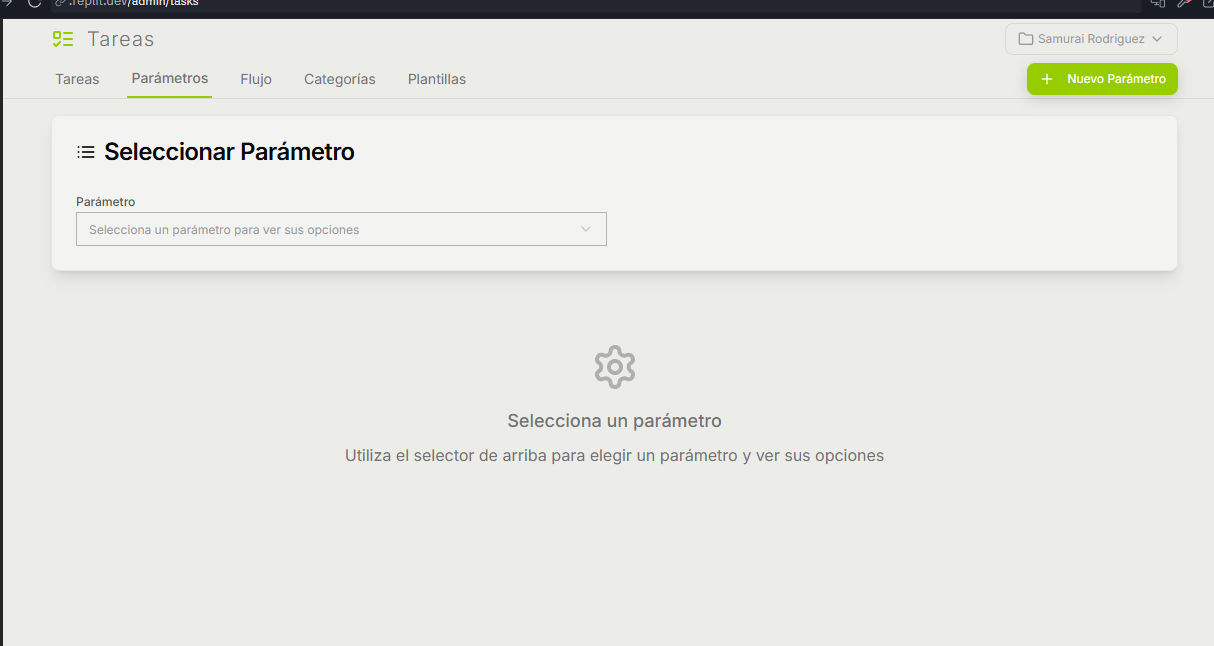 .replit.dev/admin/tasks
Tareas
Samurai Rodriguez
Tareas
Parámetros
Flujo
Categorías
Plantillas
Nuevo Parámetro
Seleccionar Parámetro
Parámetro
Selecciona un parámetro para ver sus opciones
Selecciona un parámetro
Utiliza el selector de arriba para elegir un parámetro y ver sus opciones